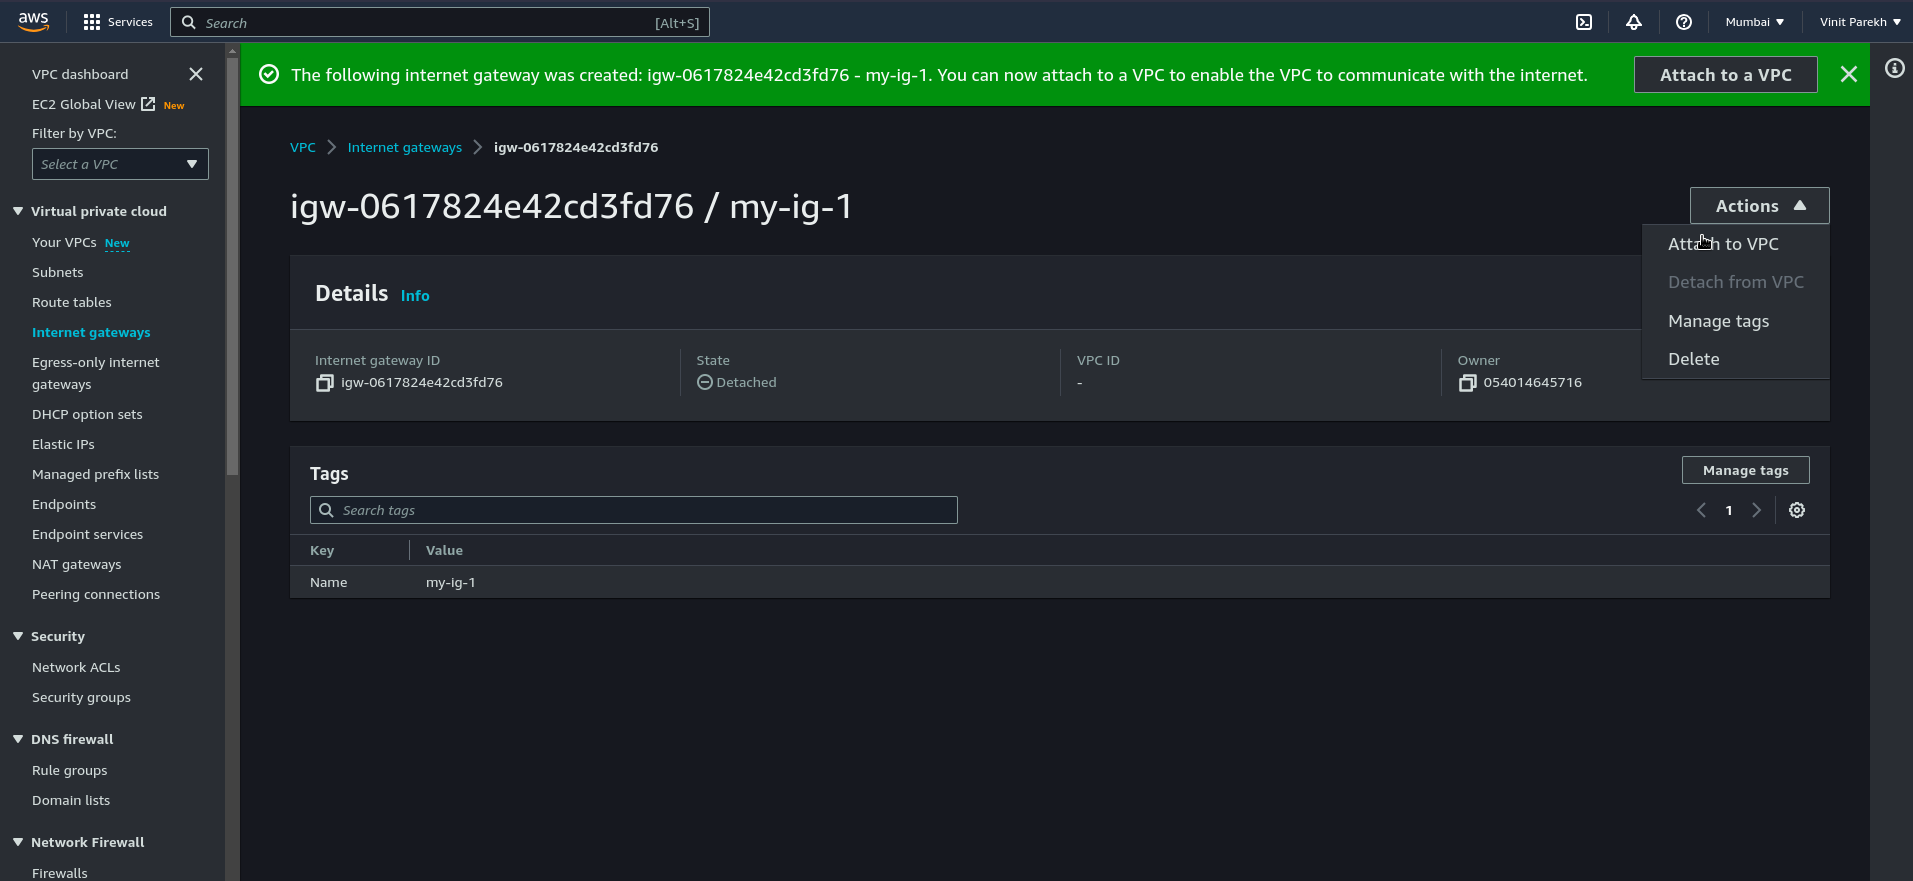 aws
Services
Search [Alt+S]
Mumbai
Vinit Parekh
VPC dashboard
EC2 Global View New
Filter by VPC:
Select a VPC
Virtual private cloud
Your VPCs New
Subnets
Route tables
Internet gateways
Egress-only internet
gateways
DHCP option sets
Elastic IPs
Managed prefix lists
Endpoints
Endpoint services
NAT gateways
Peering connections
Security
Network ACLs
Security groups
DNS firewall
Rule groups
Domain lists
Network Firewall
Firewalls
The following internet gateway was created: igw-0617824e42cd3fd76 - my-ig-1. You can now attach to a VPC to enable the VPC to communicate with the internet.
Attach to a VPC
VPC > Internet gateways > igw-0617824e42cd3fd76
igw-0617824e42cd3fd76 / my-ig-1
Actions
Attach to VPC
Detach from VPC
Manage tags
Delete
Details Info
Internet gateway ID
igw-0617824e42cd3fd76
State
Detached
VPC ID
-
Owner
054014645716
Tags
Manage tags
Search tags
1
Key Value
Name my-ig-1